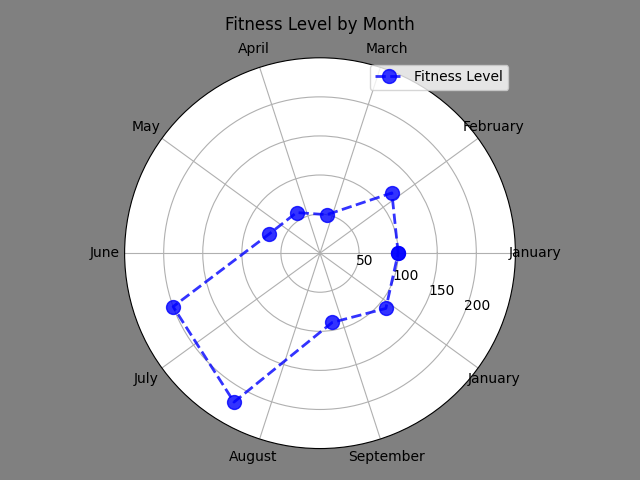 Fitness Level by Month
April
March
Fitness Level
May
February
June
January
50
100
150
200
July
January
August
September